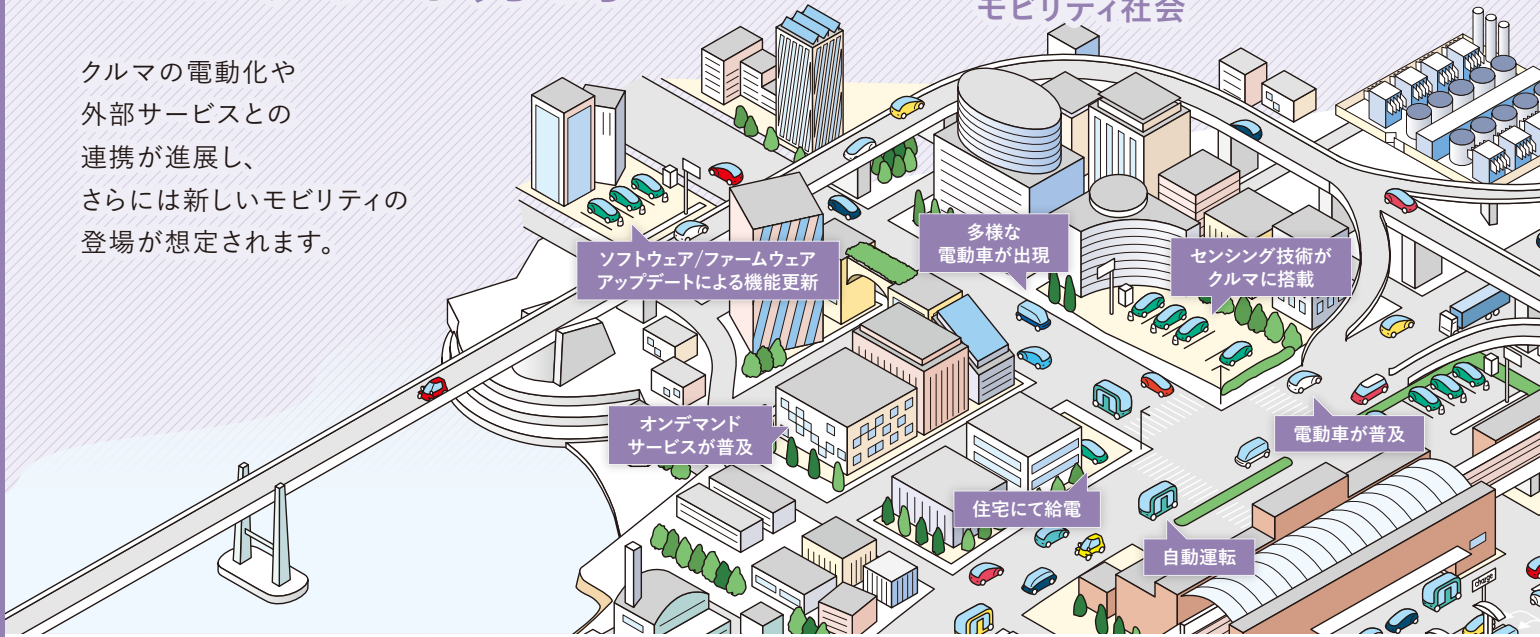 モビリティ社会
クルマの電動化や
外部サービスとの
連携が進展し、
さらには新しいモビリティの
登場が想定されます。
ソフトウェア/ファームウェア
アップデートによる機能更新
多様な
電動車が出現
センシング技術が
クルマに搭載
オンデマンド
サービスが普及
電動車が普及
住宅にて給電
自動運転
charge